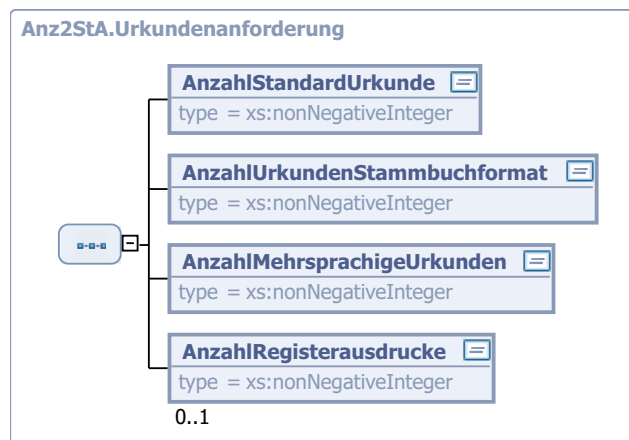 Anz2StA.Urkundenanforderung
AnzahlStandardUrkunde
type = xs:nonNegativeInteger
AnzahlUrkundenStammbuchformat
type = xs:nonNegativeInteger
AnzahlMehrsprachigeUrkunden
type = xs:nonNegativeInteger
AnzahlRegisterausdrucke
type = xs:nonNegativeInteger
0..1